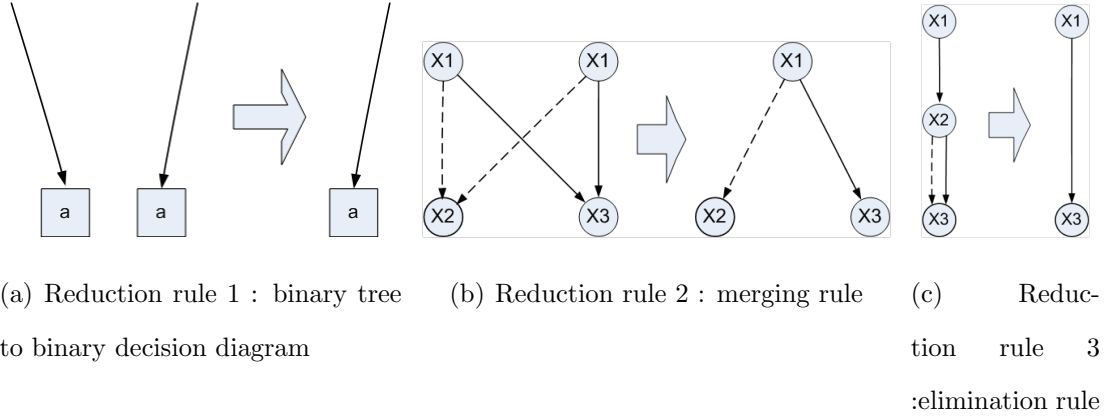 a a a
X1 X1 X1
X2 X3 X2 X3
X1 X1
X2
X3 X3
(a) Reduction rule 1 : binary tree
to binary decision diagram
(b) Reduction rule 2 : merging rule
(c) Reduc-
tion rule 3
:elimination rule